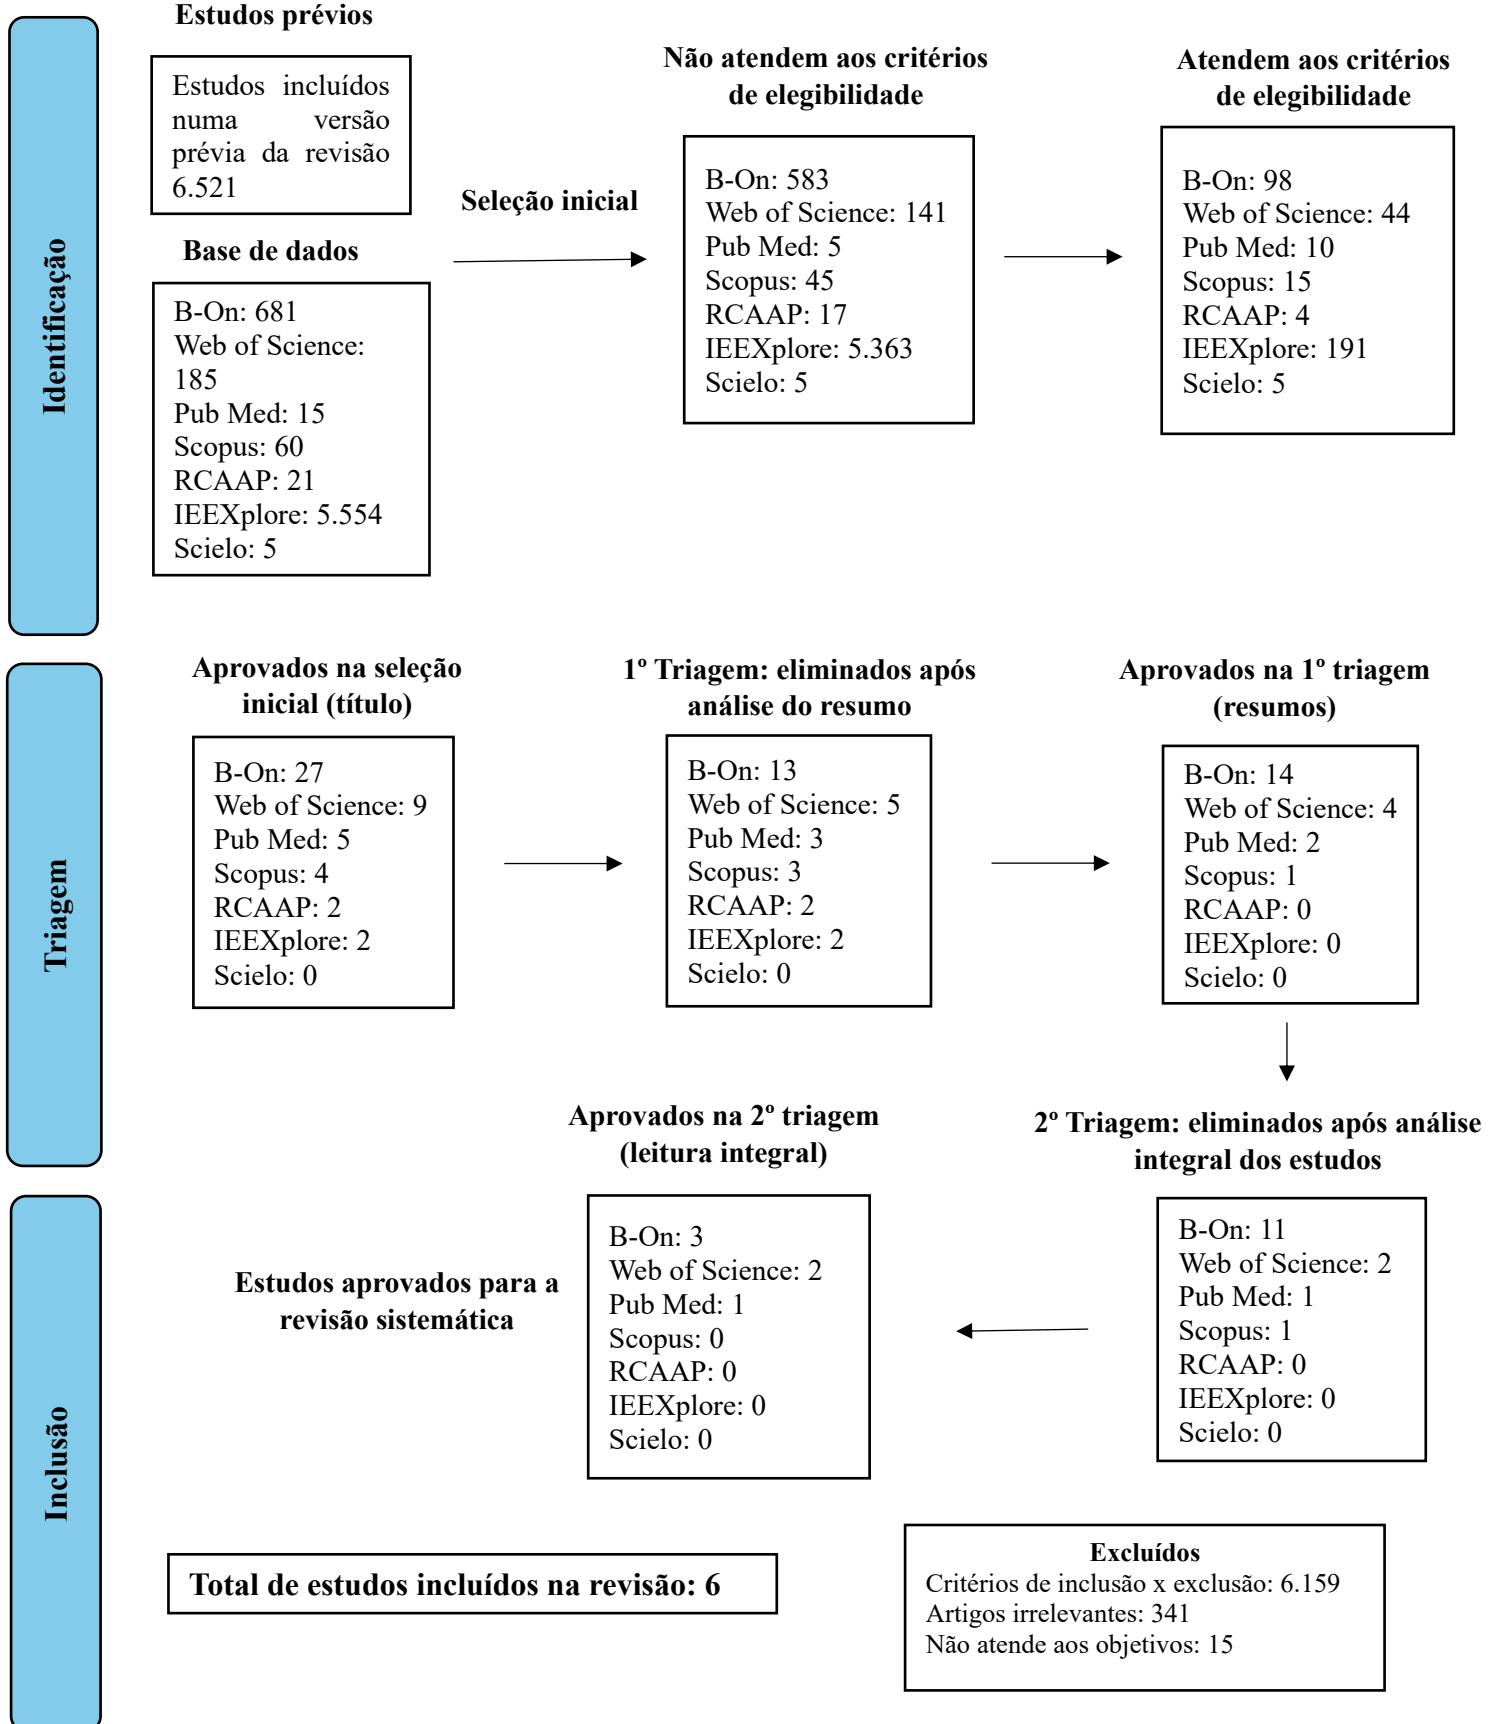 Identificação
Estudos prévios
Estudos incluídos
numa versão
prévia da revisão
6.521
Base de dados
B-On: 681
Web of Science:
185
Pub Med: 15
Scopus: 60
RCAAP: 21
IEEXplore: 5.554
Scielo: 5
Seleção inicial
Não atendem aos critérios
de elegibilidade
B-On: 583
Web of Science: 141
Pub Med: 5
Scopus: 45
RCAAP: 17
IEEXplore: 5.363
Scielo: 5
Atendem aos critérios
de elegibilidade
B-On: 98
Web of Science: 44
Pub Med: 10
Scopus: 15
RCAAP: 4
IEEXplore: 191
Scielo: 5
Triagem
Aprovados na seleção
inicial (título)
B-On: 27
Web of Science: 9
Pub Med: 5
Scopus: 4
RCAAP: 2
IEEXplore: 2
Scielo: 0
1º Triagem: eliminados após
análise do resumo
B-On: 13
Web of Science: 5
Pub Med: 3
Scopus: 3
RCAAP: 2
IEEXplore: 2
Scielo: 0
Aprovados na 1º triagem
(resumos)
B-On: 14
Web of Science: 4
Pub Med: 2
Scopus: 1
RCAAP: 0
IEEXplore: 0
Scielo: 0
2º Triagem: eliminados após análise
integral dos estudos
B-On: 11
Web of Science: 2
Pub Med: 1
Scopus: 1
RCAAP: 0
IEEXplore: 0
Scielo: 0
Aprovados na 2º triagem
(leitura integral)
B-On: 3
Web of Science: 2
Pub Med: 1
Scopus: 0
RCAAP: 0
IEEXplore: 0
Scielo: 0
Inclusão
Estudos aprovados para a
revisão sistemática
Total de estudos incluídos na revisão: 6
Excluídos
Critérios de inclusão x exclusão: 6.159
Artigos irrelevantes: 341
Não atende aos objetivos: 15